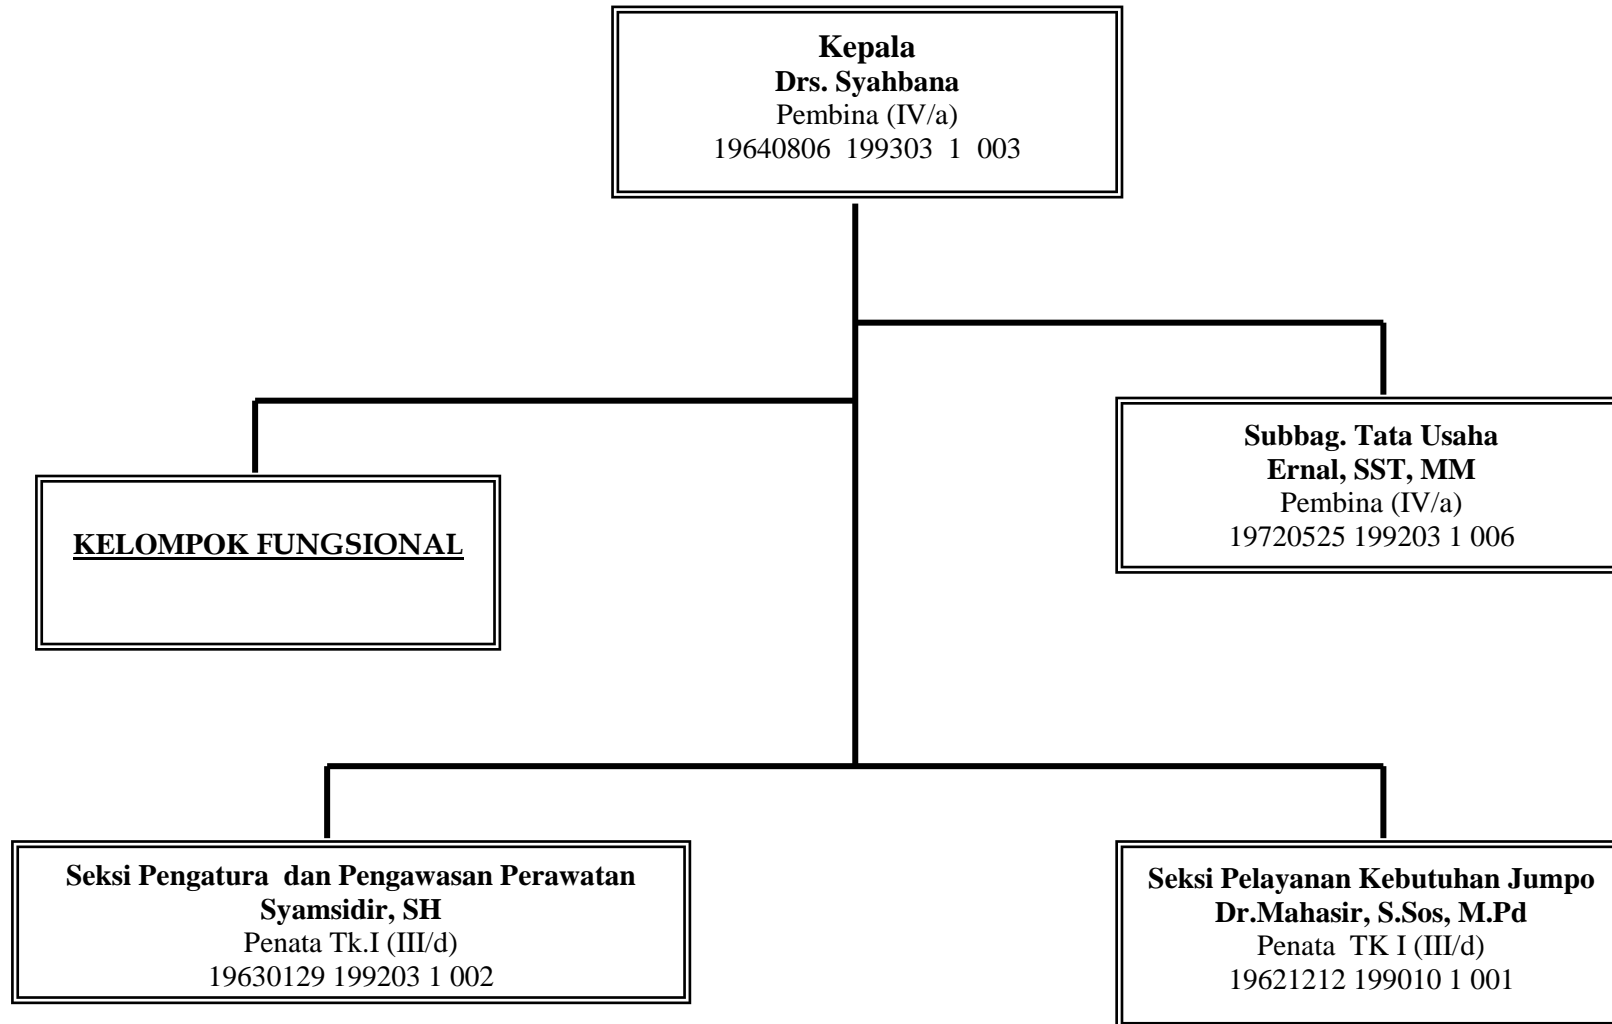 Kepala
Drs. Syahbana
Pembina (IV/a)
19640806 199303 1 003
Subbag. Tata Usaha
Ernal, SST, MM
Pembina (IV/a)
19720525 199203 1 006
KELOMPOK FUNGSIONAL
Seksi Pengatura dan Pengawasan Perawatan
Syamsidir, SH
Penata Tk.I (III/d)
19630129 199203 1 002
Seksi Pelayanan Kebutuhan Jumpo
Dr.Mahasir, S.Sos, M.Pd
Penata TK I (III/d)
19621212 199010 1 001